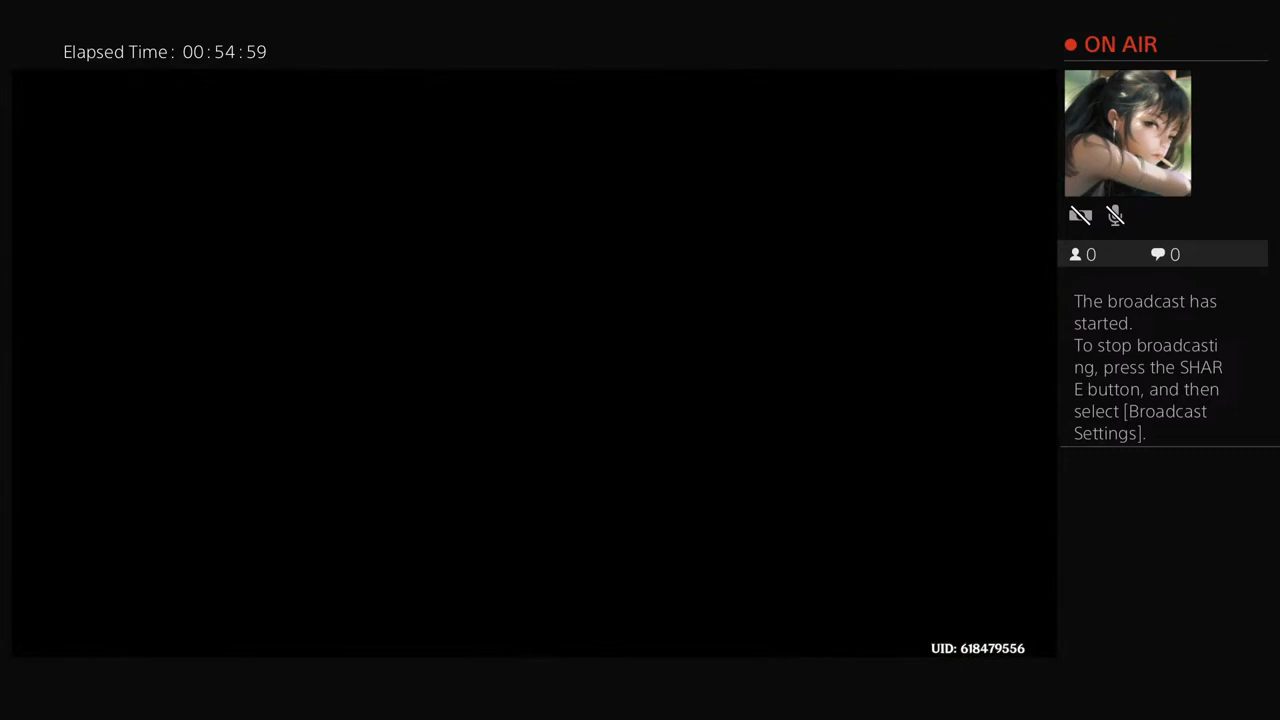 Elapsed Time: 00:54:59
ON AIR
0 0
The broadcast has
started.
To stop broadcasti
ng, press the SHAR
E button, and then
select [Broadcast
Settings].
UID: 618479556